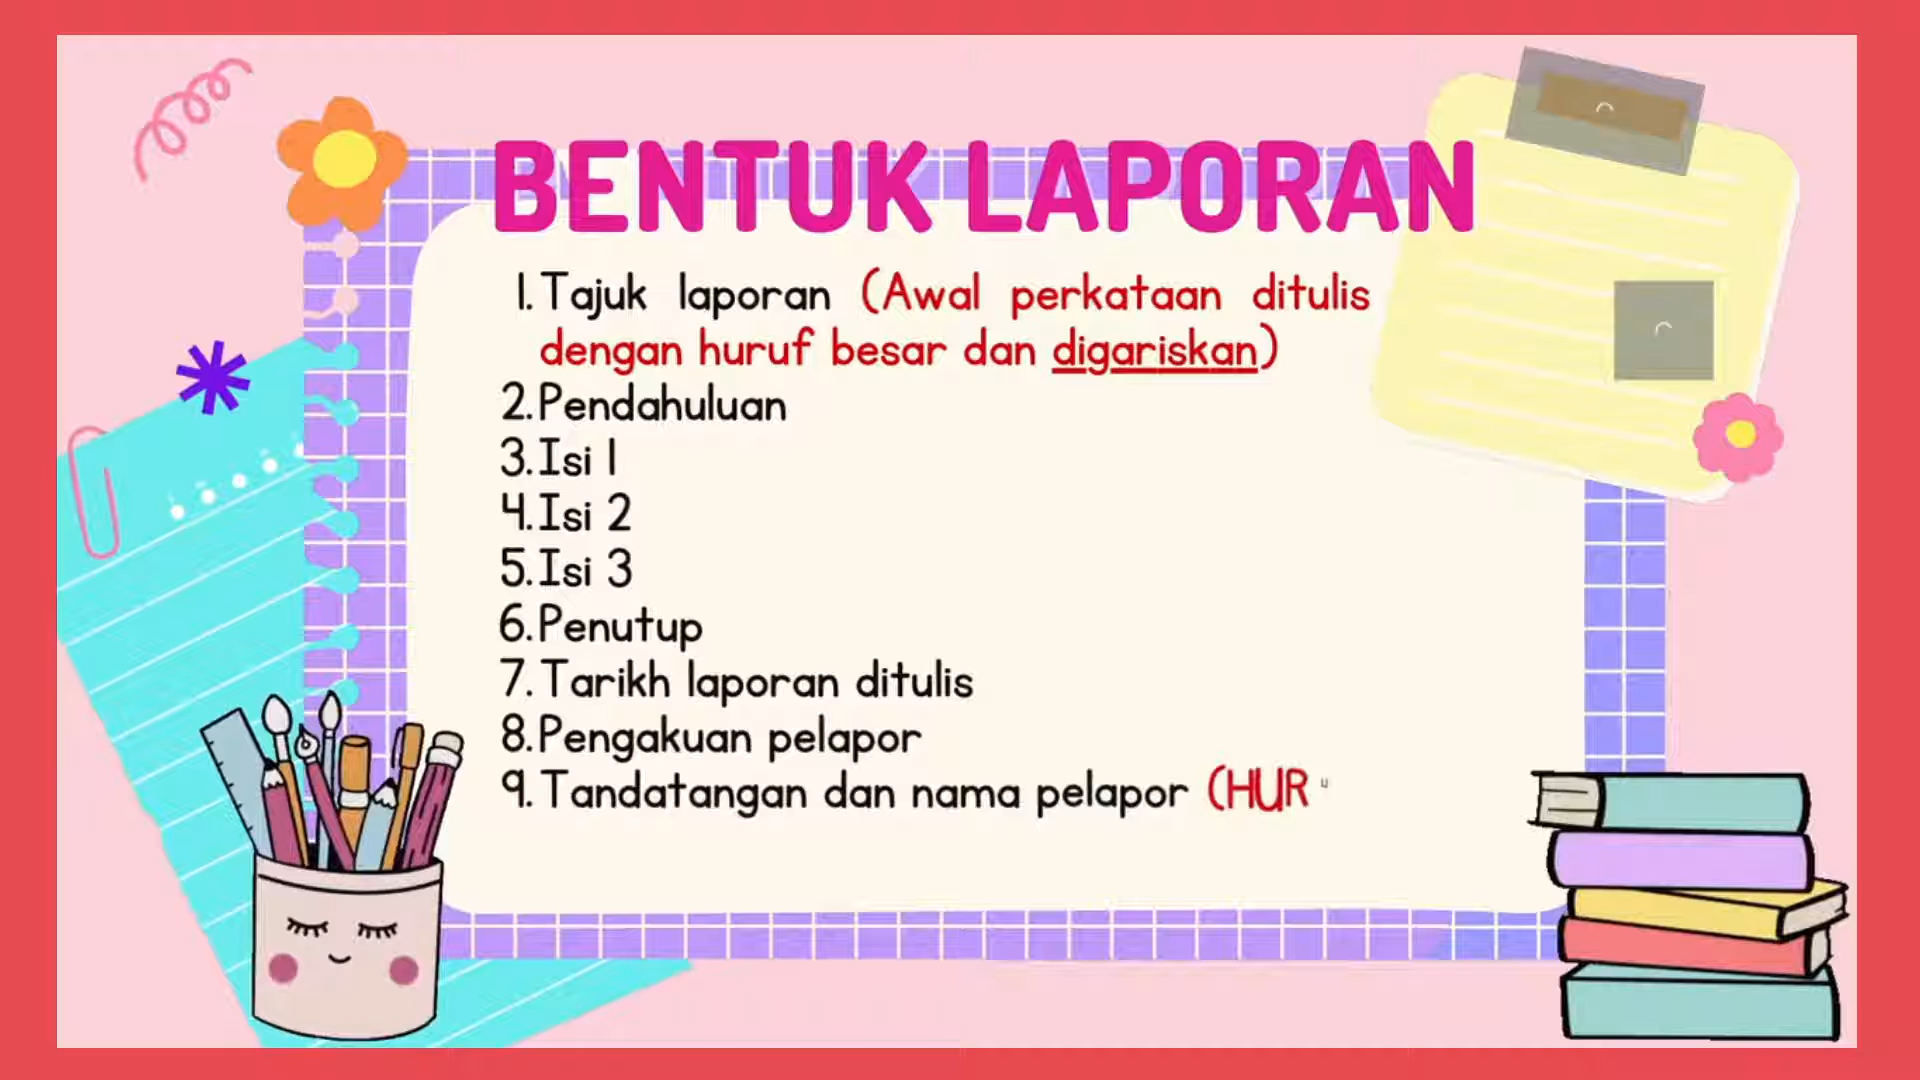 BENTUK LAPORAN
1. Tajuk laporan (Awal perkataan ditulis
dengan huruf besar dan digariskan)
2. Pendahuluan
3. Isi 1
4. Isi 2
5. Isi 3
6. Penutup
7. Tarikh laporan ditulis
8. Pengakuan pelapor
9. Tandatangan dan nama pelapor (HUR